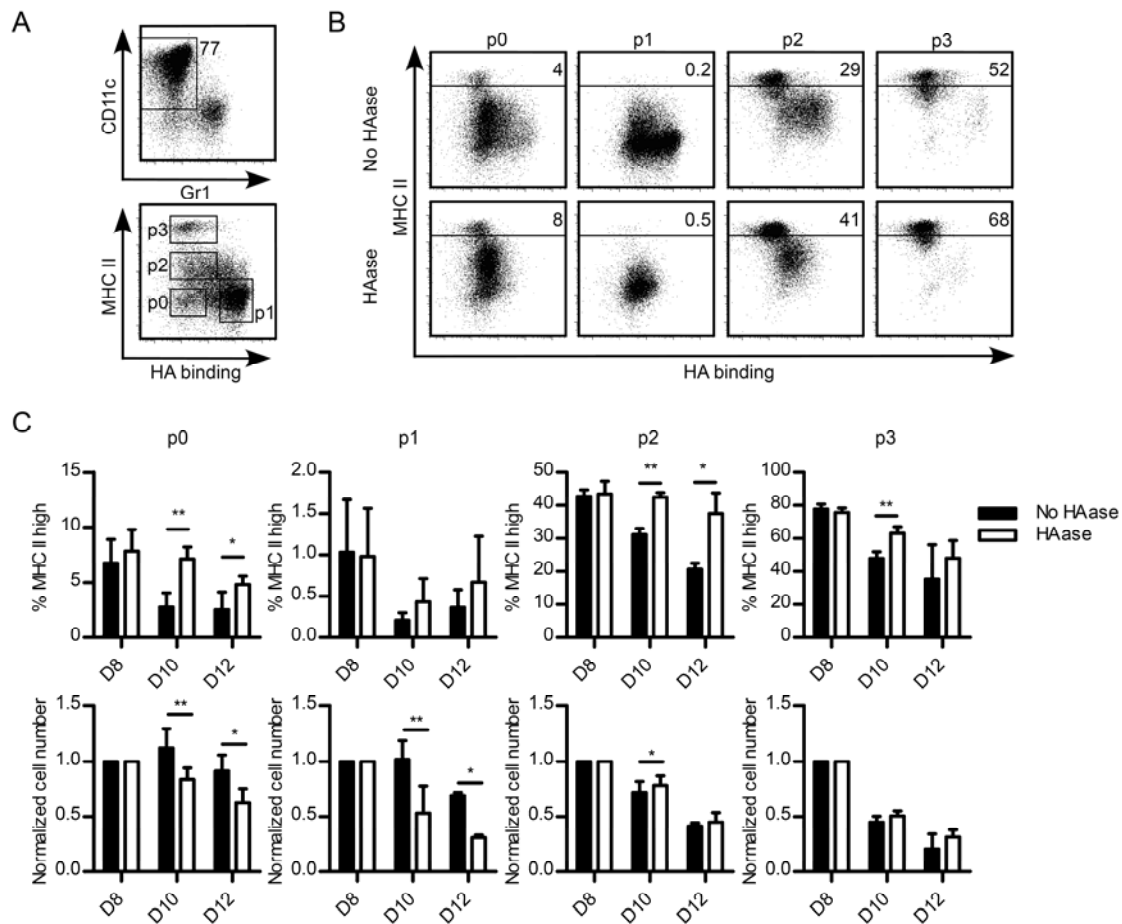 A
CD11c
77
Gr1
MHC II
p3
p2
p0
p1
HA binding
B
p0 p1 p2 p3
No HAase
4 0.2 29 52
MHC II
HAase
8 0.5 41 68
HA binding
C
p0 p1 p2 p3
% MHC II high
15
10
5
0
**
*
D8 D10 D12
% MHC II high
2.0
1.5
1.0
0.5
0.0
D8 D10 D12
% MHC II high
50
40
30
20
10
0
**
*
D8 D10 D12
% MHC II high
100
80
60
40
20
0
**
D8 D10 D12
No HAase
HAase
Normalized cell number
1.5
1.0
0.5
0.0
**
*
D8 D10 D12
Normalized cell number
1.5
1.0
0.5
0.0
**
*
D8 D10 D12
Normalized cell number
1.5
1.0
0.5
0.0
*
D8 D10 D12
Normalized cell number
1.5
1.0
0.5
0.0
D8 D10 D12